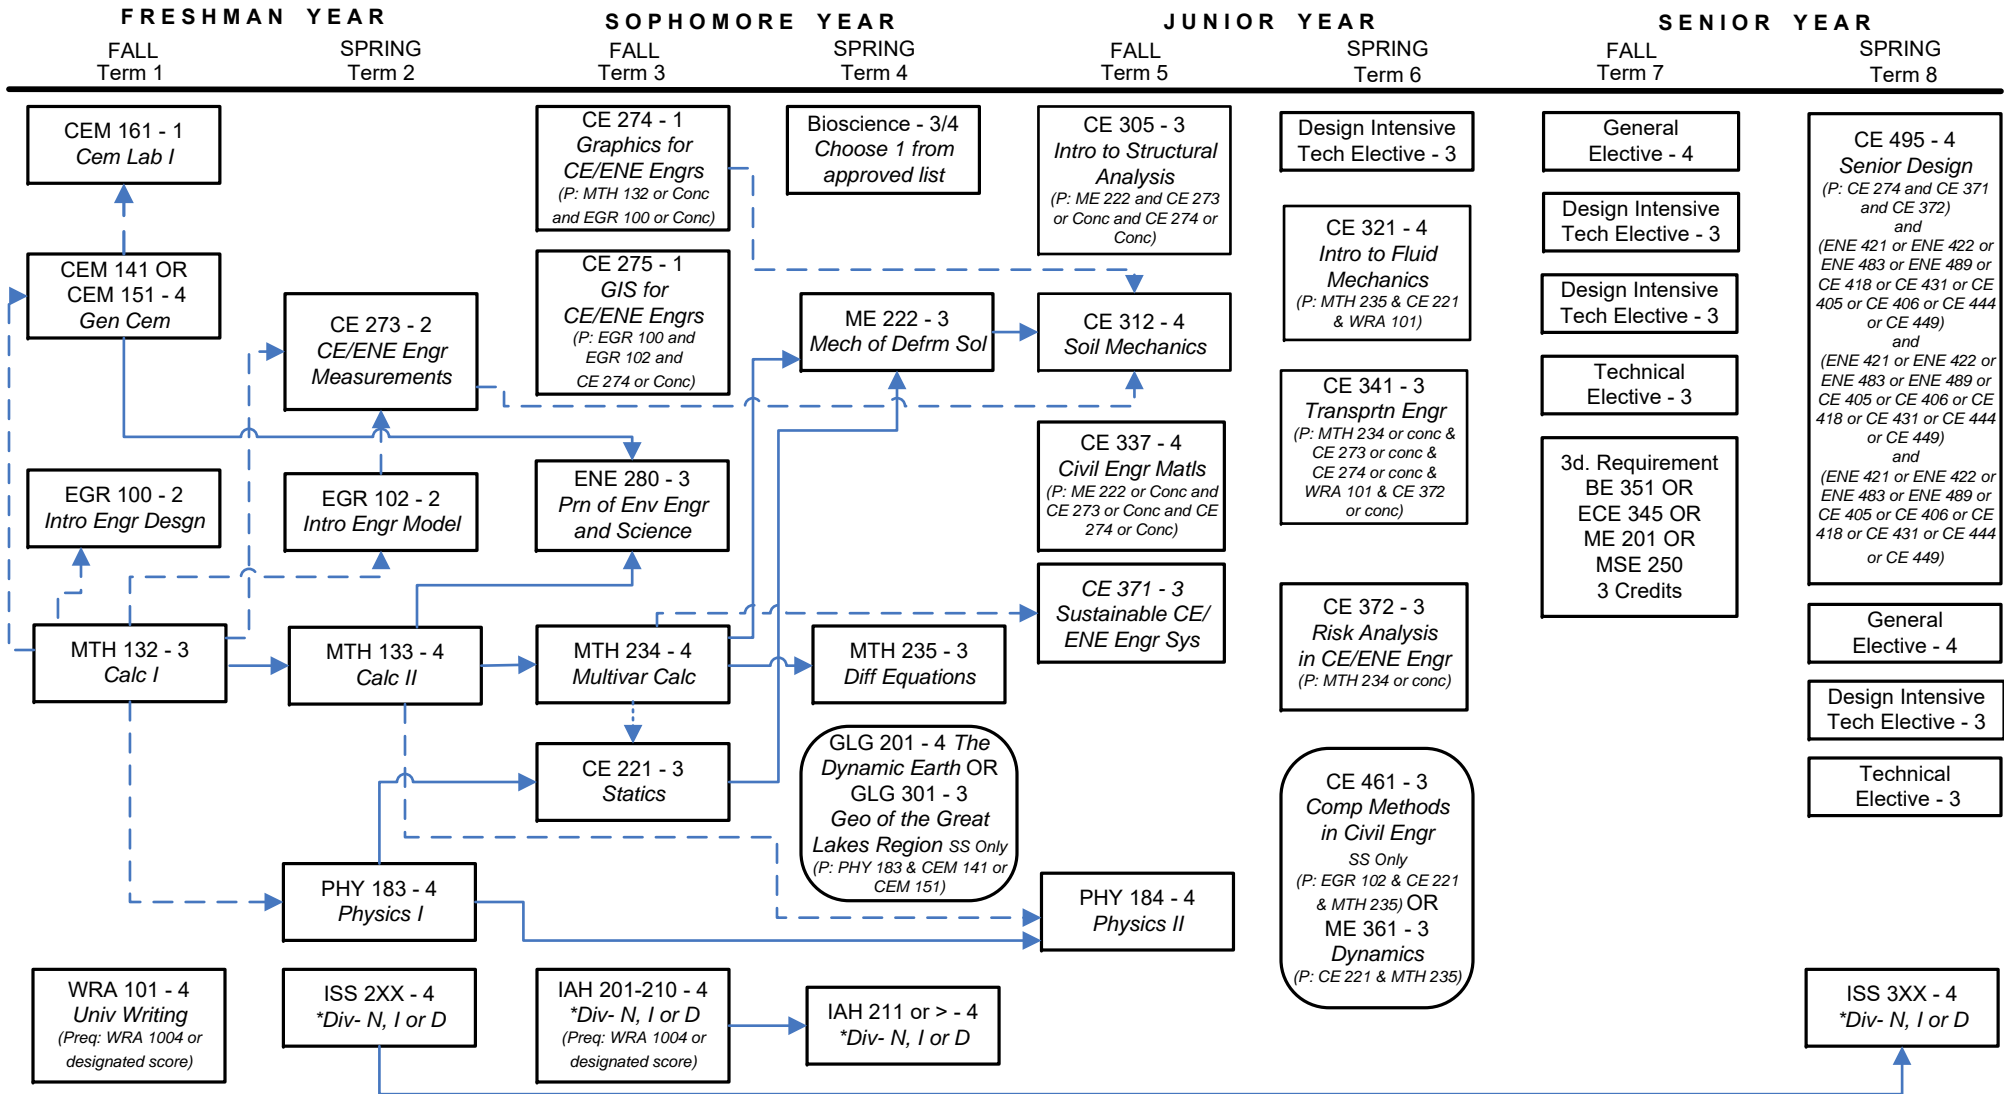 FRESHMAN YEAR
SOPHOMORE YEAR
JUNIOR YEAR
SENIOR YEAR
FALL
Term 1
SPRING
Term 2
FALL
Term 3
SPRING
Term 4
FALL
Term 5
SPRING
Term 6
FALL
Term 7
SPRING
Term 8
CEM 161 - 1
Cem Lab I
CEM 141 OR
CEM 151 - 4
Gen Cem
EGR 100 - 2
Intro Engr Desgn
MTH 132 - 3
Calc I
WRA 101 - 4
Univ Writing
(Preq: WRA 1004 or
designated score)
CE 273 - 2
CE/ENE Engr
Measurements
EGR 102 - 2
Intro Engr Model
MTH 133 - 4
Calc II
PHY 183 - 4
Physics I
ISS 2XX - 4
*Div- N, I or D
CE 274 - 1
Graphics for
CE/ENE Engrs
(P: MTH 132 or Conc
and EGR 100 or Conc)
CE 275 - 1
GIS for
CE/ENE Engrs
(P: EGR 100 and
EGR 102 and
CE 274 or Conc)
ENE 280 - 3
Prn of Env Engr
and Science
MTH 234 - 4
Multivar Calc
CE 221 - 3
Statics
IAH 201-210 - 4
*Div- N, I or D
(Preq: WRA 1004 or
designated score)
Bioscience - 3/4
Choose 1 from
approved list
ME 222 - 3
Mech of Defrm Sol
MTH 235 - 3
Diff Equations
GLG 201 - 4 The
Dynamic Earth OR
GLG 301 - 3
Geo of the Great
Lakes Region SS Only
(P: PHY 183 & CEM 141 or
CEM 151)
IAH 211 or > - 4
*Div- N, I or D
CE 305 - 3
Intro to Structural
Analysis
(P: ME 222 and CE 273
or Conc and CE 274 or
Conc)
CE 312 - 4
Soil Mechanics
CE 337 - 4
Civil Engr Matls
(P: ME 222 or Conc and
CE 273 or Conc and CE
274 or Conc)
CE 371 - 3
Sustainable CE/
ENE Engr Sys
PHY 184 - 4
Physics II
Design Intensive
Tech Elective - 3
CE 321 - 4
Intro to Fluid
Mechanics
(P: MTH 235 & CE 221
& WRA 101)
CE 341 - 3
Transprtn Engr
(P: MTH 234 or conc &
CE 273 or conc &
CE 274 or conc &
WRA 101 & CE 372
or conc)
CE 372 - 3
Risk Analysis
in CE/ENE Engr
(P: MTH 234 or conc)
CE 461 - 3
Comp Methods
in Civil Engr
SS Only
(P: EGR 102 & CE 221
& MTH 235) OR
ME 361 - 3
Dynamics
(P: CE 221 & MTH 235)
General
Elective - 4
Design Intensive
Tech Elective - 3
Design Intensive
Tech Elective - 3
Technical
Elective - 3
3d. Requirement
BE 351 OR
ECE 345 OR
ME 201 OR
MSE 250
3 Credits
CE 495 - 4
Senior Design
(P: CE 274 and CE 371
and CE 372)
and
(ENE 421 or ENE 422 or
ENE 483 or ENE 489 or
CE 418 or CE 431 or CE
405 or CE 406 or CE 444
or CE 449)
and
(ENE 421 or ENE 422 or
ENE 483 or ENE 489 or
CE 405 or CE 406 or CE
418 or CE 431 or CE 444
or CE 449)
and
(ENE 421 or ENE 422 or
ENE 483 or ENE 489 or
CE 405 or CE 406 or CE
418 or CE 431 or CE 444
or CE 449)
General
Elective - 4
Design Intensive
Tech Elective - 3
Technical
Elective - 3
ISS 3XX - 4
*Div- N, I or D